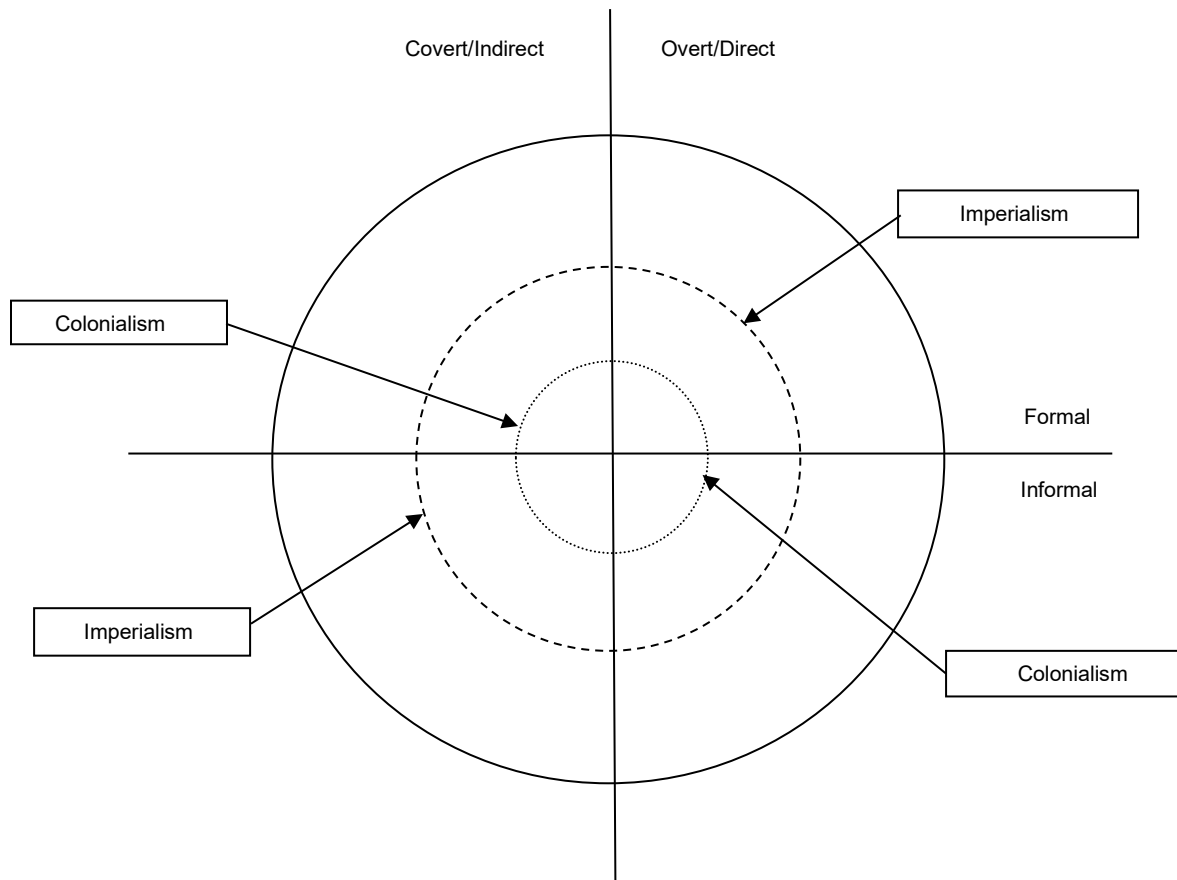 Covert/Indirect
Overt/Direct
Imperialism
Colonialism
Formal
Informal
Imperialism
Colonialism